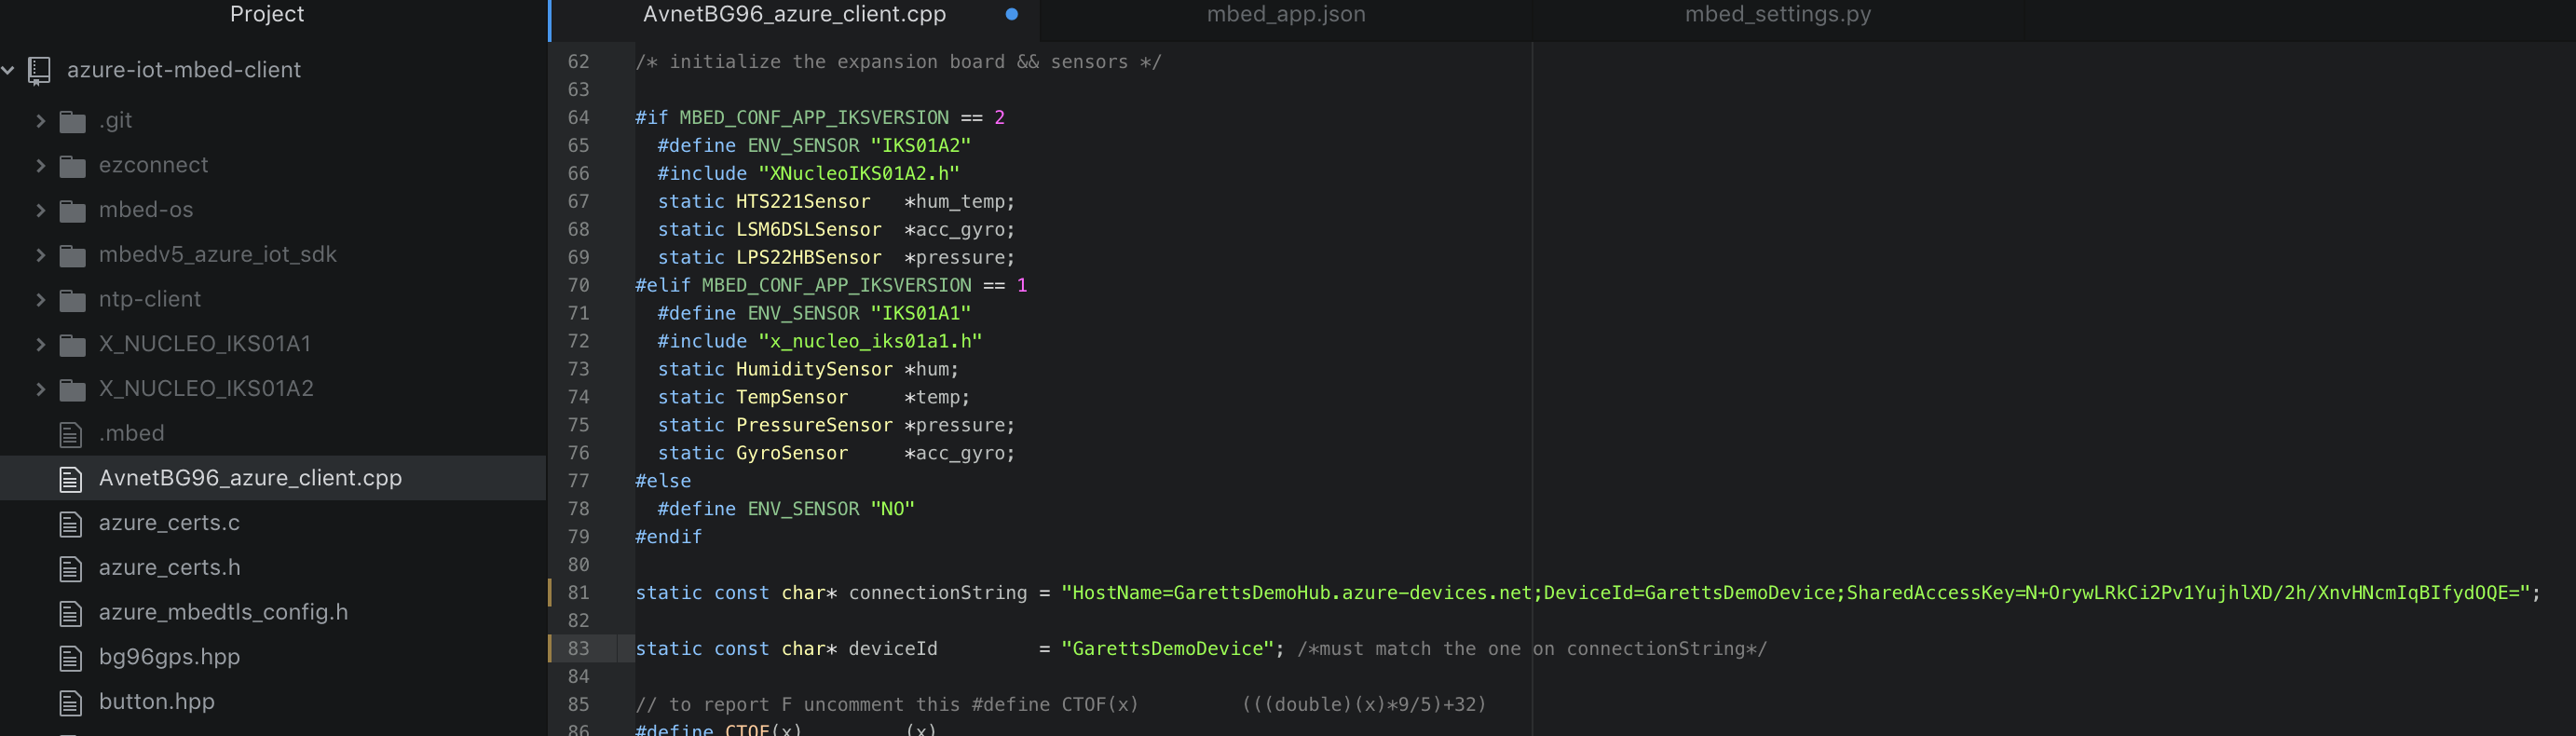 Project
azure-iot-mbed-client
.git
ezconnect
mbed-os
mbedv5_azure_iot_sdk
ntp-client
X_NUCLEO_IKS01A1
X_NUCLEO_IKS01A2
.mbed
AvnetBG96_azure_client.cpp
azure_certs.c
azure_certs.h
azure_mbedtls_config.h
bg96gps.hpp
button.hpp
AvnetBG96_azure_client.cpp mbed_app.json mbed_settings.py
62 /* initialize the expansion board && sensors */
63
64 #if MBED_CONF_APP_IKSVERSION == 2
65 #define ENV_SENSOR "IKS01A2"
66 #include "XNucleoIKS01A2.h"
67 static HTS221Sensor *hum_temp;
68 static LSM6DSLSensor *acc_gyro;
69 static LPS22HBSensor *pressure;
70 #elif MBED_CONF_APP_IKSVERSION == 1
71 #define ENV_SENSOR "IKS01A1"
72 #include "x_nucleo_iks01a1.h"
73 static HumiditySensor *hum;
74 static TempSensor *temp;
75 static PressureSensor *pressure;
76 static GyroSensor *acc_gyro;
77 #else
78 #define ENV_SENSOR "NO"
79 #endif
80
81 static const char* connectionString = "HostName=GarettsDemoHub.azure-devices.net;DeviceId=GarettsDemoDevice;SharedAccessKey=N+OrywLRkCi2Pv1YujhlXD/2h/XnvHNcmIqBIfydOQE=";
82
83 static const char* deviceId = "GarettsDemoDevice"; /*must match the one on connectionString*/
84
85 // to report F uncomment this #define CTOF(x) (((double)(x)*9/5)+32)
86 #define CTOF(x) (x)